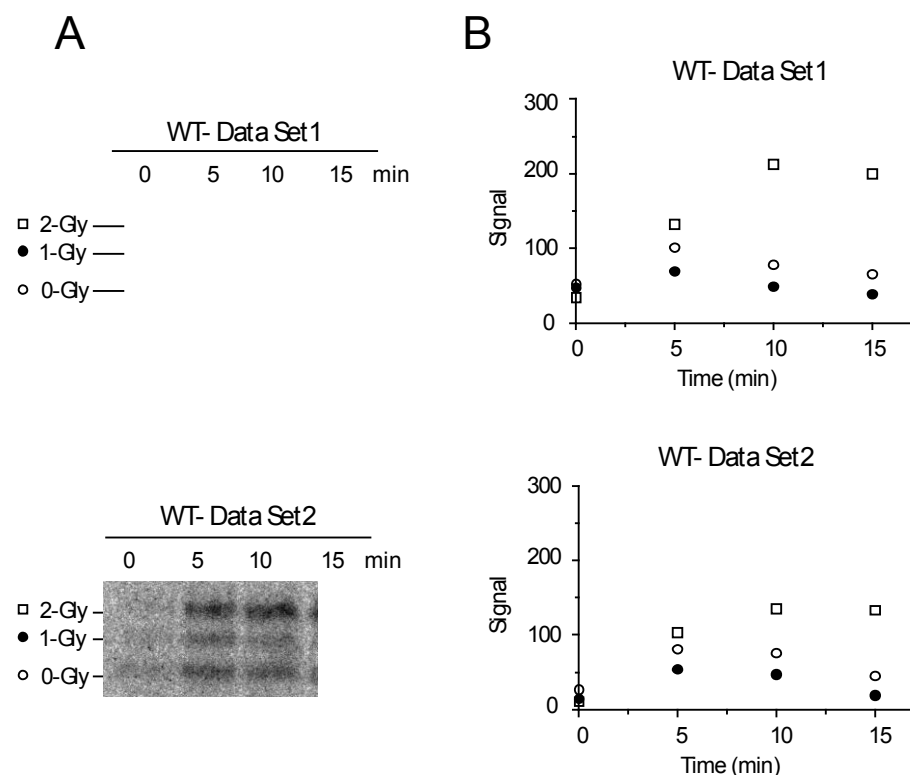 A
WT- Data Set1
0 5 10 15 min
2-Gly
1-Gly
0-Gly
WT- Data Set2
0 5 10 15 min
2-Gly
1-Gly
0-Gly
B
WT- Data Set1
300
200
100
0
Signal
0 5 10 15
Time (min)
WT- Data Set2
300
200
100
0
Signal
0 5 10 15
Time (min)